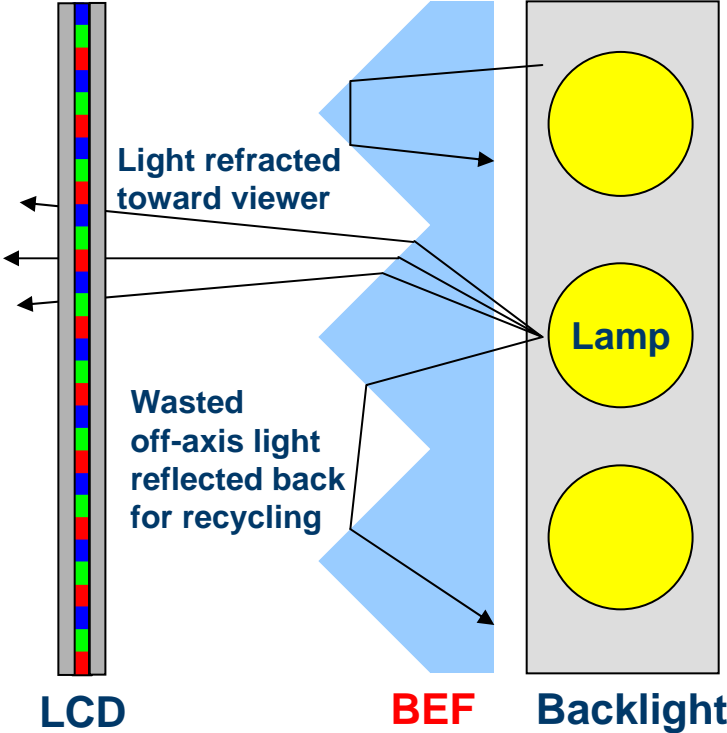 Light refracted
toward viewer
Lamp
Wasted
off-axis light
reflected back
for recycling
LCD
BEF
Backlight